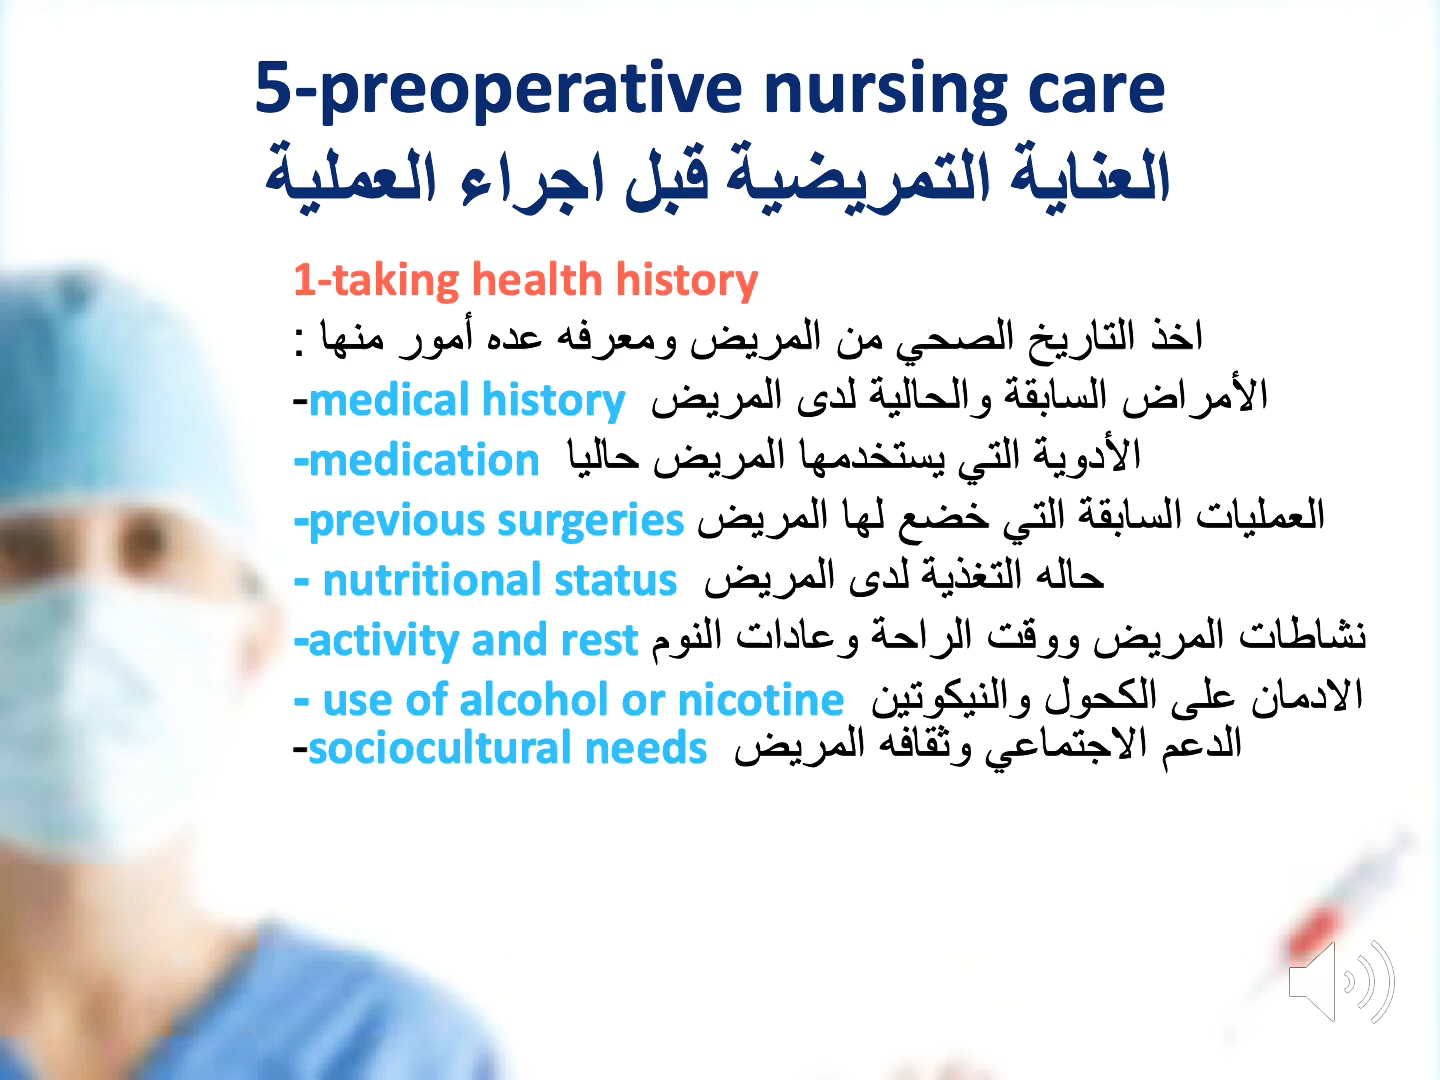 5-preoperative nursing care
العناية التمريضية قبل اجراء العملية
1-taking health history
اخذ التاريخ الصحي من المريض ومعرفه عده أمور منها :
-medical history الأمراض السابقة والحالية لدى المريض
-medication الأدوية التي يستخدمها المريض حاليا
-previous surgeries العمليات السابقة التي خضع لها المريض
- nutritional status حاله التغذية لدى المريض
-activity and rest نشاطات المريض ووقت الراحة وعادات النوم
- use of alcohol or nicotine الادمان على الكحول والنيكوتين
-sociocultural needs الدعم الاجتماعي وثقافه المريض